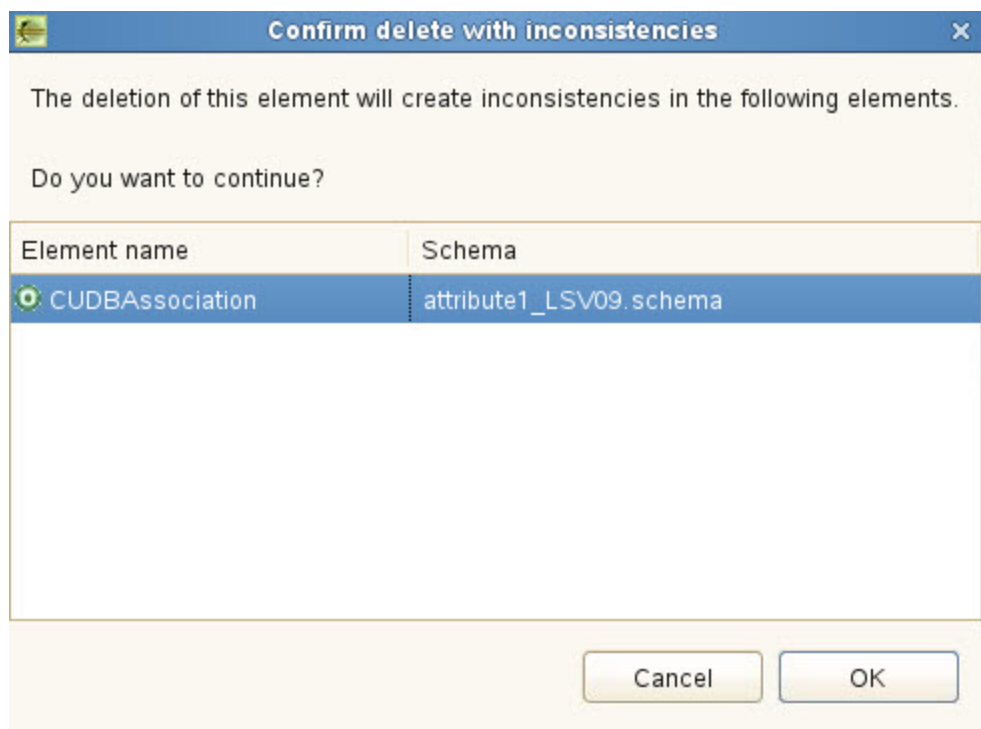 Confirm delete with inconsistencies
The deletion of this element will create inconsistencies in the following elements.
Do you want to continue?
Element name Schema
CUDBAssociation attribute1_LSV09.schema
Cancel OK